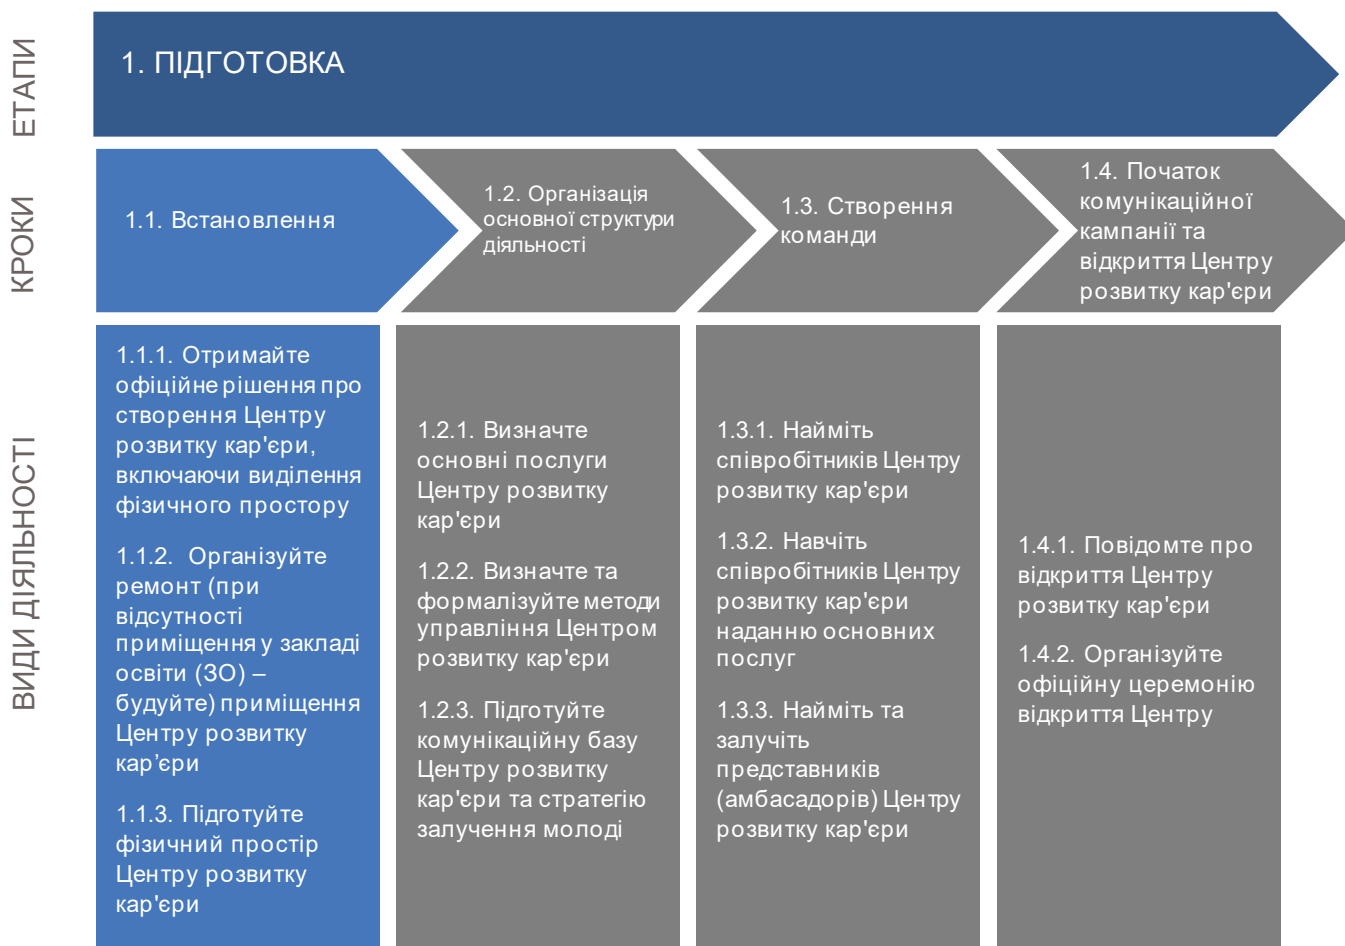 ЕТАПИ
1. ПІДГОТОВКА
КРОКИ
1.1. Встановлення
1.2. Організація
основної структури
діяльності
1.3. Створення
команди
1.4. Початок
комунікаційної
кампанії та
відкриття Центру
розвитку кар'єри
ВИДИ ДІЯЛЬНОСТІ
1.1.1. Отримайте
офіційне рішення про
створення Центру
розвитку кар'єри,
включаючи виділення
фізичного простору
1.1.2. Організуйте
ремонт (при
відсутності
приміщення у закладі
освіти (ЗО) –
будуйте) приміщення
Центру розвитку
кар’єри
1.1.3. Підготуйте
фізичний простір
Центру розвитку
кар'єри
1.2.1. Визначте
основні послуги
Центру розвитку
кар'єри
1.2.2. Визначте та
формалізуйте методи
управління Центром
розвитку кар'єри
1.2.3. Підготуйте
комунікаційну базу
Центру розвитку
кар'єри та стратегію
залучення молоді
1.3.1. Найміть
співробітників Центру
розвитку кар'єри
1.3.2. Навчіть
співробітників Центру
розвитку кар'єри
наданню основних
послуг
1.3.3. Найміть та
залучіть
представників
(амбасадорів) Центру
розвитку кар'єри
1.4.1. Повідомте про
відкриття Центру
розвитку кар'єри
1.4.2. Організуйте
офіційну церемонію
відкриття Центру